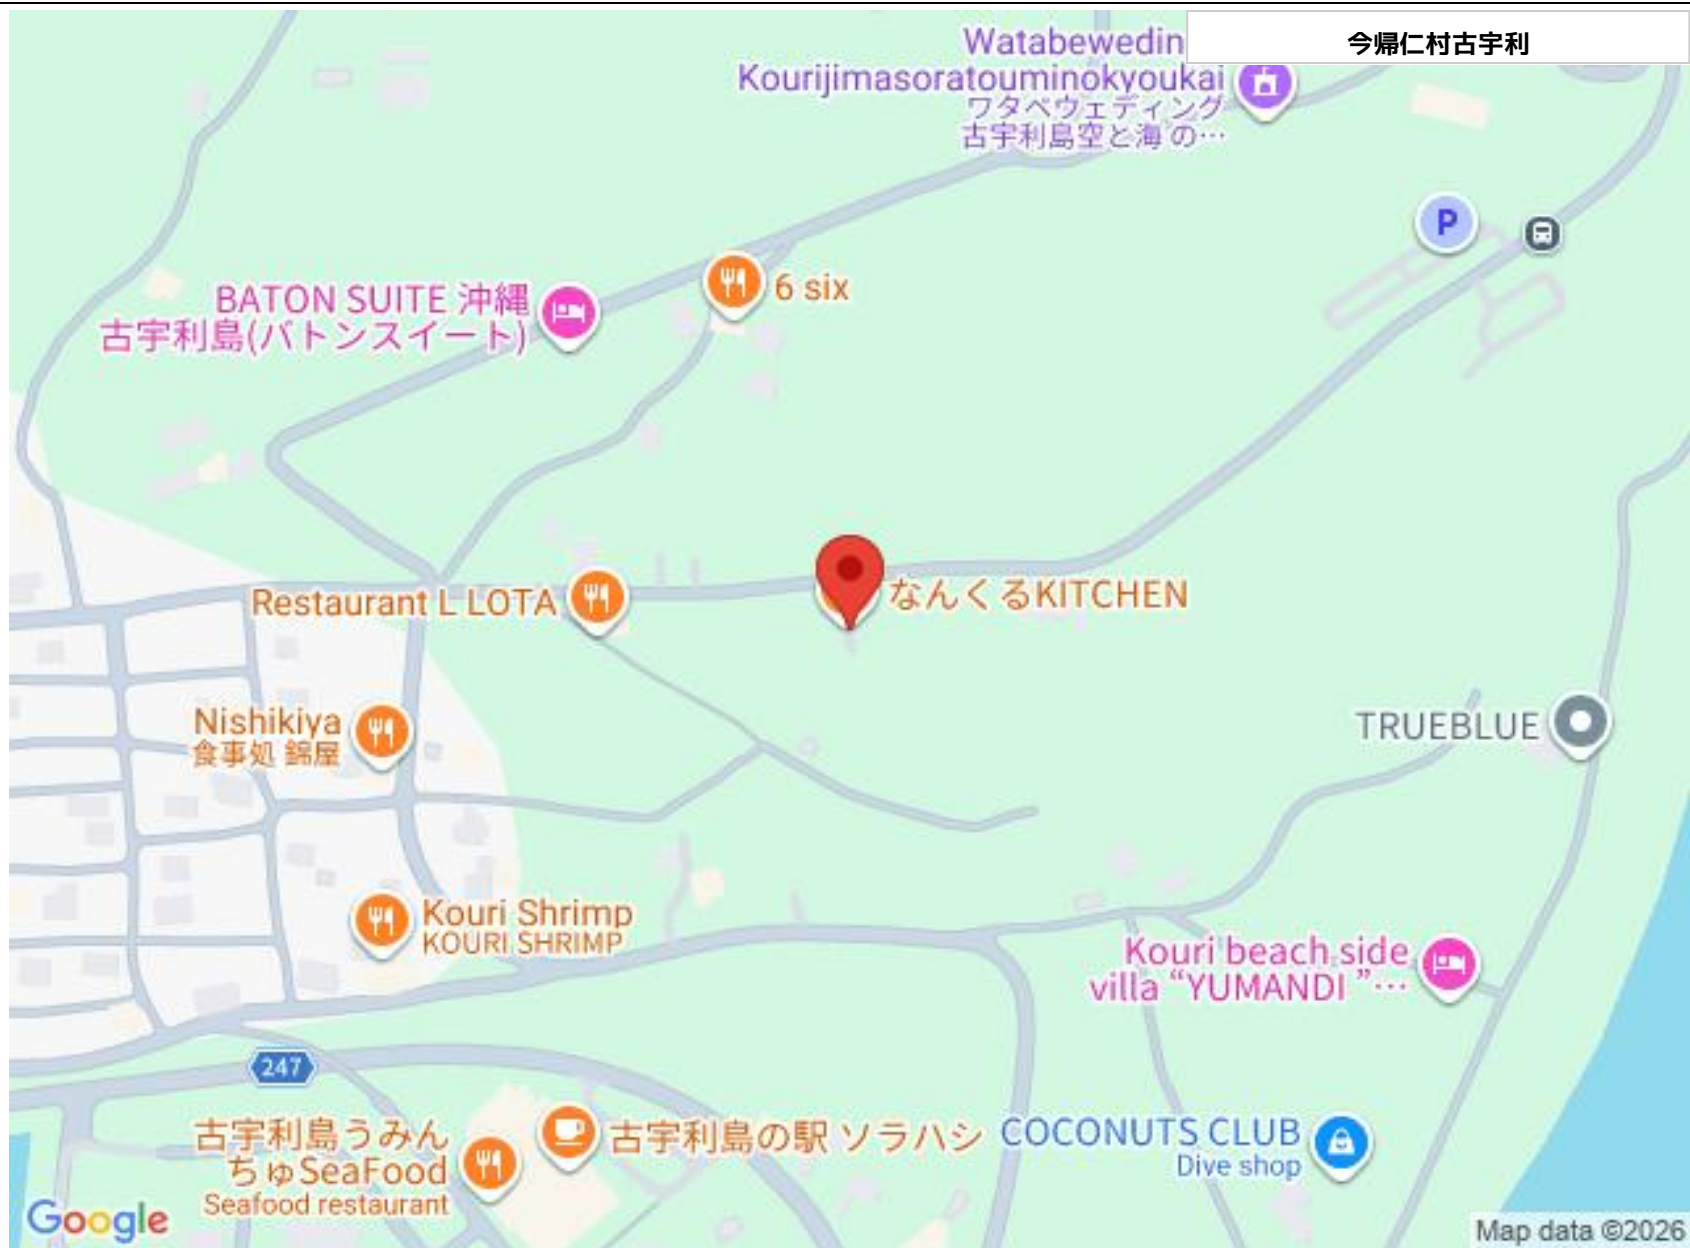 今帰仁村古宇利
Watabewedin
Kourijimasoratouminokyoukai
ワタベウェディング
古宇利島空と海 の…
P
BATON SUITE 沖縄
古宇利島(バトンスイート)
6 six
Restaurant L LOTA
なんくるKITCHEN
Nishikiya
食事処 錦屋
TRUEBLUE
Kouri Shrimp
KOURI SHRIMP
Kouri beach side
villa “YUMANDI ”…
247
古宇利島うみん
ちゅSeaFood
Seafood restaurant
古宇利島の駅 ソラハシ
COCONUTS CLUB
Dive shop
Google
Map data ©2026